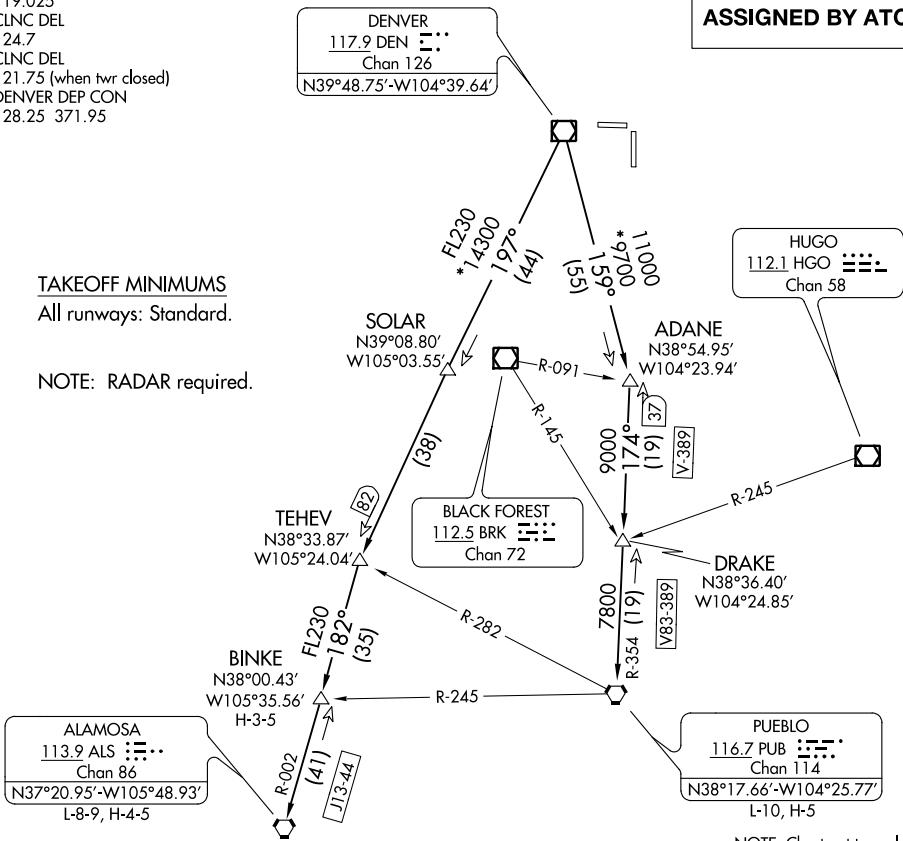 19.025
CLNC DEL
24.7
CLNC DEL
21.75 (when twr closed)
DENVER DEP CON
28.25 371.95
ASSIGNED BY ATC
DENVER
117.9 DEN
Chan 126
N39°48.75'-W104°39.64'
FL230
*14300
197°
(44)
11000
*9700
159°
(55)
HUGO
112.1 HGO
Chan 58
TAKEOFF MINIMUMS
All runways: Standard.
NOTE: RADAR required.
SOLAR
N39°08.80'
W105°03.55'
ADANE
N38°54.95'
W104°23.94'
R-091
R-145
37
9000
174°
(19)
V-389
R-245
(38)
82
BLACK FOREST
112.5 BRK
Chan 72
TEHEV
N38°33.87'
W105°24.04'
DRAKE
N38°36.40'
W104°24.85'
R-282
7800
R-354 (19)
V83-389
FL230
182°
(35)
BINKE
N38°00.43'
W105°35.56'
H-3-5
R-245
R-002
(41)
J13-44
ALAMOSA
113.9 ALS
Chan 86
N37°20.95'-W105°48.93'
L-8-9, H-4-5
PUEBLO
116.7 PUB
Chan 114
N38°17.66'-W104°25.77'
L-10, H-5